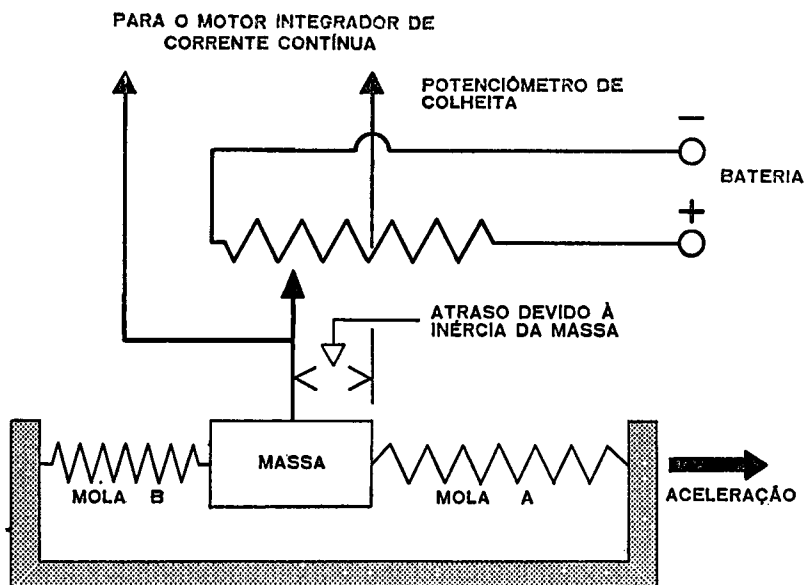 PARA O MOTOR INTEGRADOR DE
CORRENTE CONTÍNUA
POTENCIÔMETRO DE
COLHEITA
−
BATERIA
+
ATRASO DEVIDO À
INÉRCIA DA MASSA
MASSA
MOLA B
MOLA A
ACELERAÇÃO